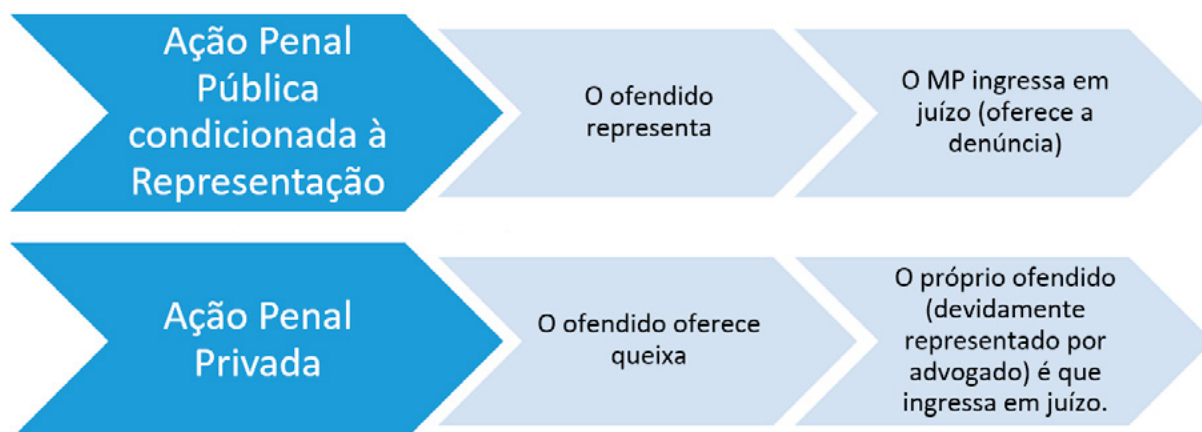 Ação Penal
Pública
condicionada à
Representação
O ofendido
representa
O MP ingressa em
juízo (oferece a
denúncia)
Ação Penal
Privada
O ofendido oferece
queixa
O próprio ofendido
(devidamente
representado por
advogado) é que
ingressa em juízo.